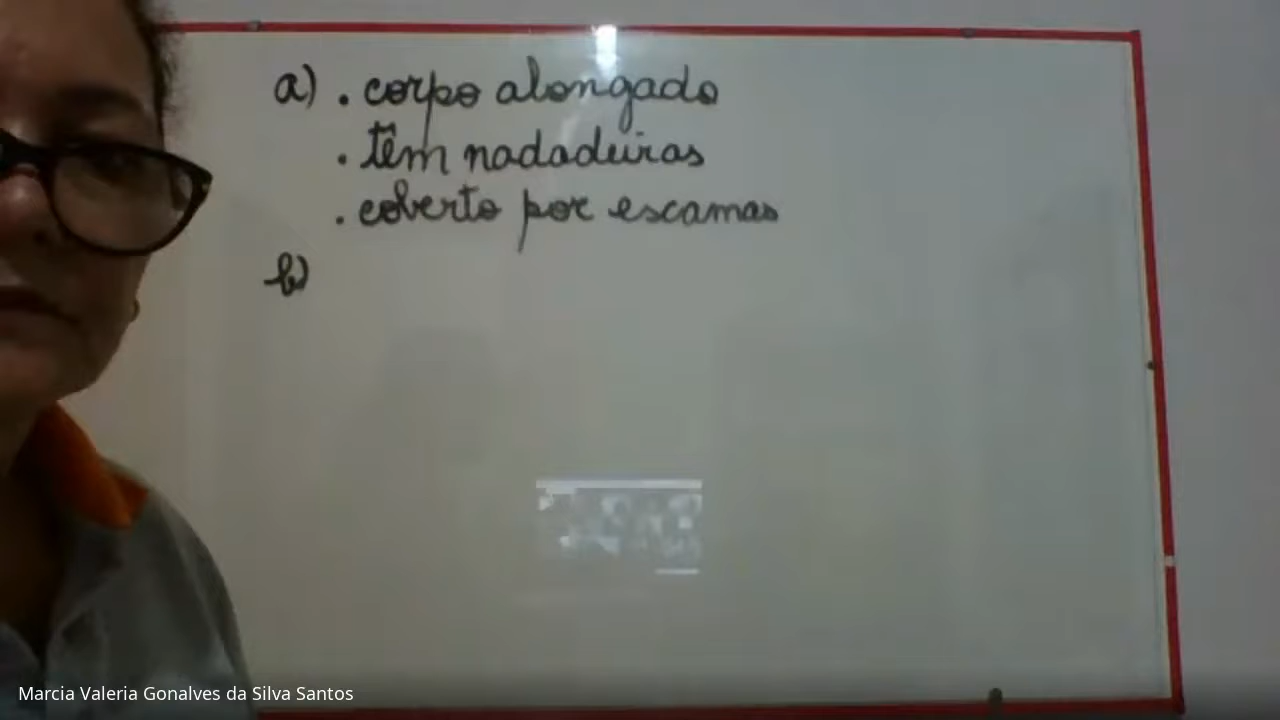 a) . corpo alongado
. têm nadadeiras
. coberto por escamas
b)
Marcia Valeria Gonalves da Silva Santos